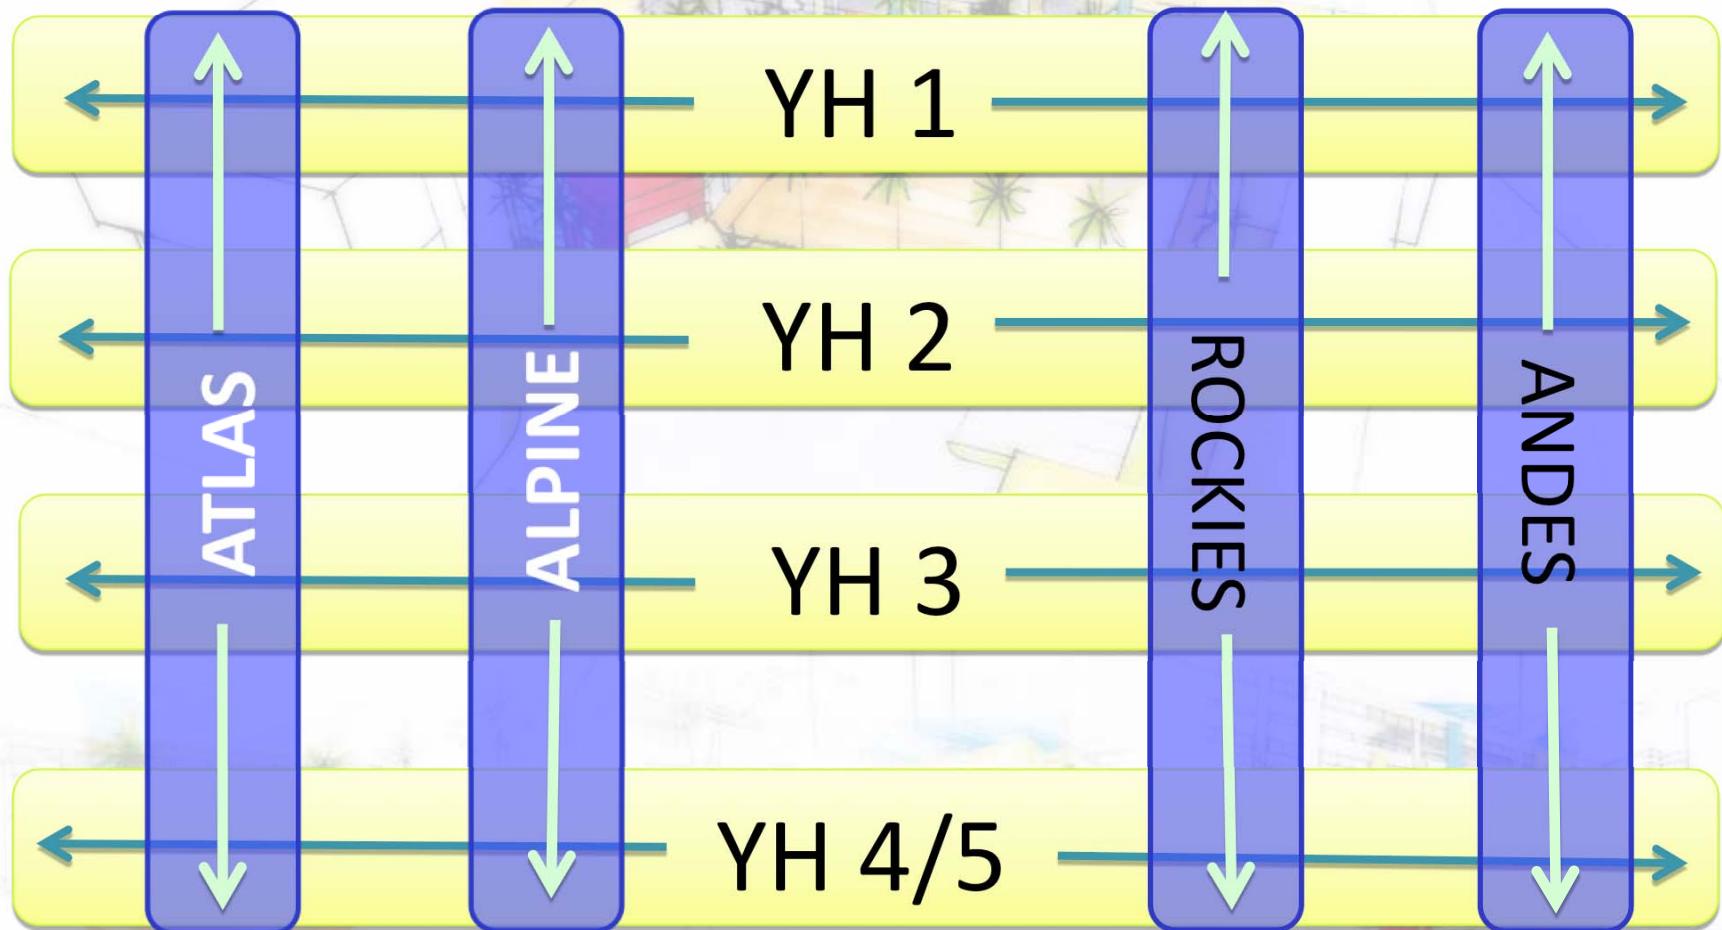 YH 1
YH 2
YH 3
YH 4/5
ATLAS
ALPINE
ROCKIES
ANDES